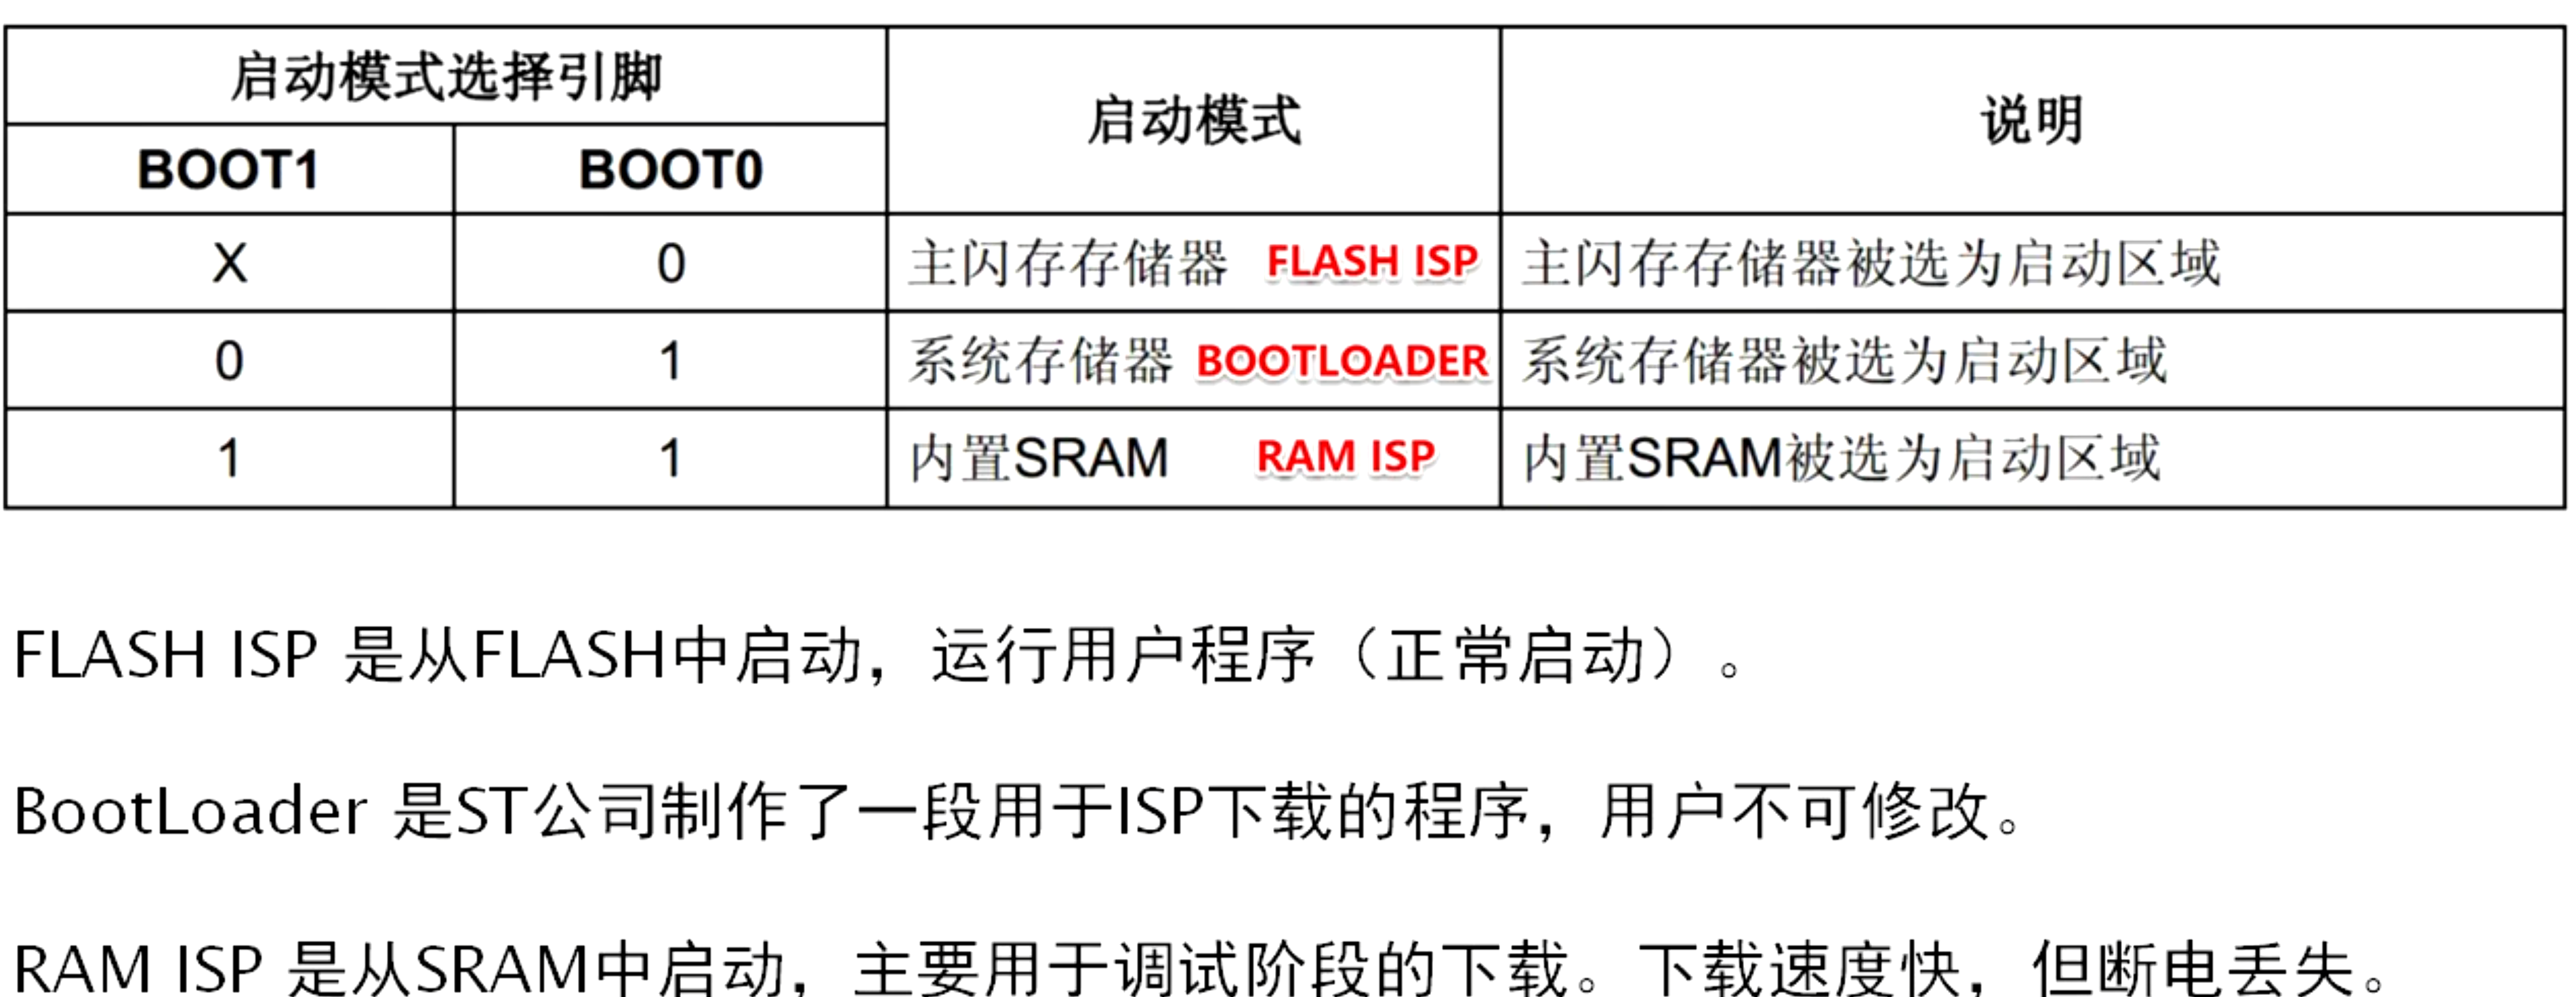 启动模式选择引脚
启动模式
说明
BOOT1
BOOT0
X
0
主闪存存储器 FLASH ISP
主闪存存储器被选为启动区域
0
1
系统存储器 BOOTLOADER
系统存储器被选为启动区域
1
1
内置SRAM RAM ISP
内置SRAM被选为启动区域
FLASH ISP 是从FLASH中启动，运行用户程序（正常启动）。
BootLoader 是ST公司制作了一段用于ISP下载的程序，用户不可修改。
RAM ISP 是从SRAM中启动，主要用于调试阶段的下载。下载速度快，但断电丢失。